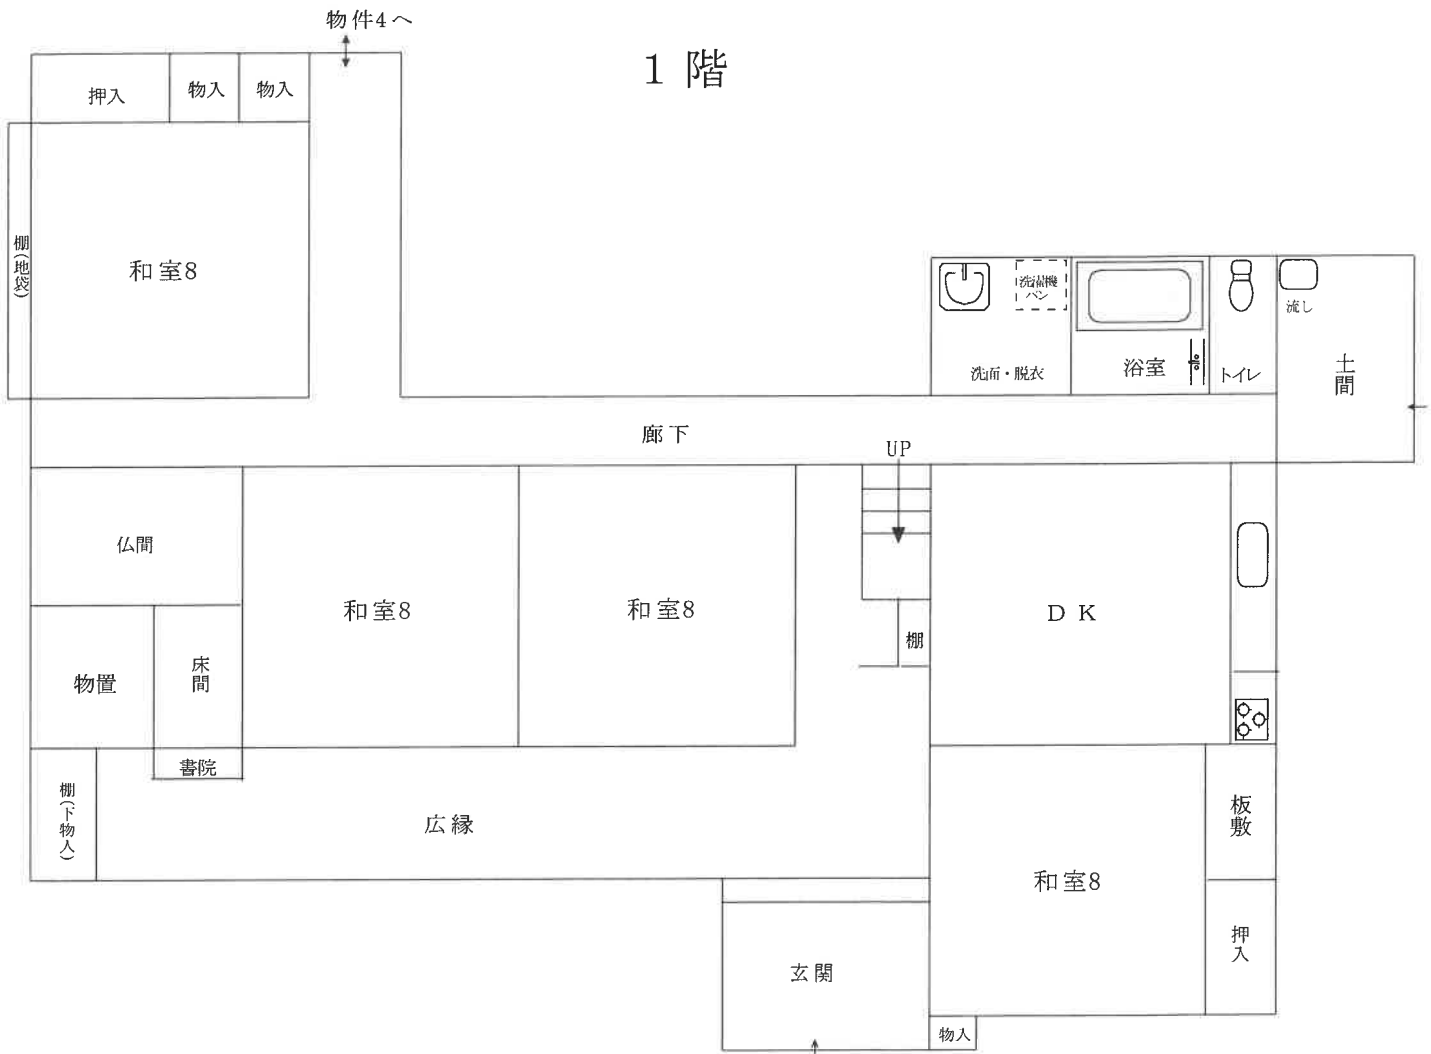 物件4へ
1 階
押入
物入
物入
棚(地袋)
和室8
洗濯機
パン
流し
洗面・脱衣
浴室
トイレ
土間
廊下
UP
仏間
和室8
和室8
棚
DK
物置
床間
書院
棚(下物入)
広縁
板敷
和室8
押入
玄関
物入